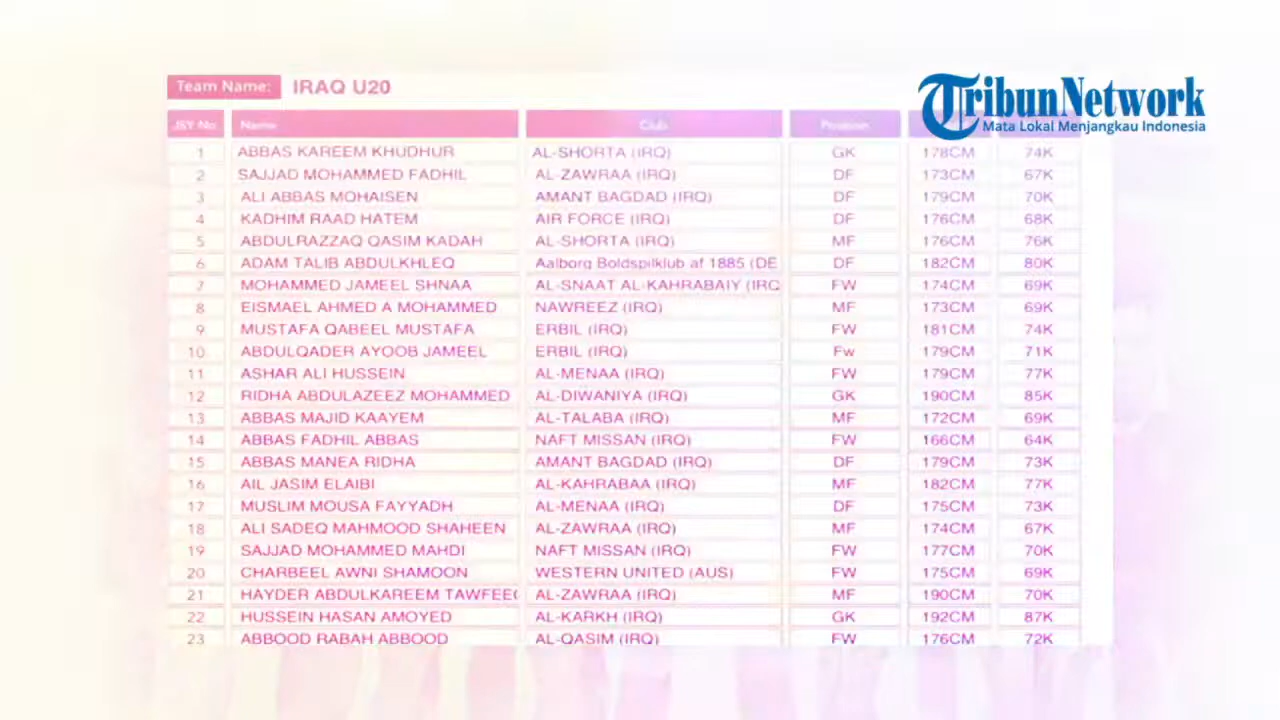 Team Name: IRAQ U20
Tribun Network
Mata Lokal Menjangkau Indonesia
JSY No Name Club Position
1 ABBAS KAREEM KHUDHUR AL-SHORTA (IRQ) GK 178CM 74K
2 SAJJAD MOHAMMED FADHIL AL-ZAWRAA (IRQ) DF 173CM 67K
3 ALI ABBAS MOHAISEN AMANT BAGDAD (IRQ) DF 179CM 70K
4 KADHIM RAAD HATEM AIR FORCE (IRQ) DF 176CM 68K
5 ABDULRAZZAQ QASIM KADAH AL-SHORTA (IRQ) MF 176CM 76K
6 ADAM TALIB ABDULKHLEQ Aalborg Boldspilklub af 1885 (DE DF 182CM 80K
7 MOHAMMED JAMEEL SHNAA AL-SNAAT AL-KAHRABAIY (IRQ FW 174CM 69K
8 EISMAEL AHMED A MOHAMMED NAWREEZ (IRQ) MF 173CM 69K
9 MUSTAFA QABEEL MUSTAFA ERBIL (IRQ) FW 181CM 74K
10 ABDULQADER AYOOB JAMEEL ERBIL (IRQ) Fw 179CM 71K
11 ASHAR ALI HUSSEIN AL-MENAA (IRQ) FW 179CM 77K
12 RIDHA ABDULAZEEZ MOHAMMED AL-DIWANIYA (IRQ) GK 190CM 85K
13 ABBAS MAJID KAAYEM AL-TALABA (IRQ) MF 172CM 69K
14 ABBAS FADHIL ABBAS NAFT MISSAN (IRQ) FW 166CM 64K
15 ABBAS MANEA RIDHA AMANT BAGDAD (IRQ) DF 179CM 73K
16 AIL JASIM ELAIBI AL-KAHRABAA (IRQ) MF 182CM 77K
17 MUSLIM MOUSA FAYYADH AL-MENAA (IRQ) DF 175CM 73K
18 ALI SADEQ MAHMOOD SHAHEEN AL-ZAWRAA (IRQ) MF 174CM 67K
19 SAJJAD MOHAMMED MAHDI NAFT MISSAN (IRQ) FW 177CM 70K
20 CHARBEEL AWNI SHAMOON WESTERN UNITED (AUS) FW 175CM 69K
21 HAYDER ABDULKAREEM TAWFEEQ AL-ZAWRAA (IRQ) MF 190CM 70K
22 HUSSEIN HASAN AMOYED AL-KARKH (IRQ) GK 192CM 87K
23 ABBOOD RABAH ABBOOD AL-QASIM (IRQ) FW 176CM 72K